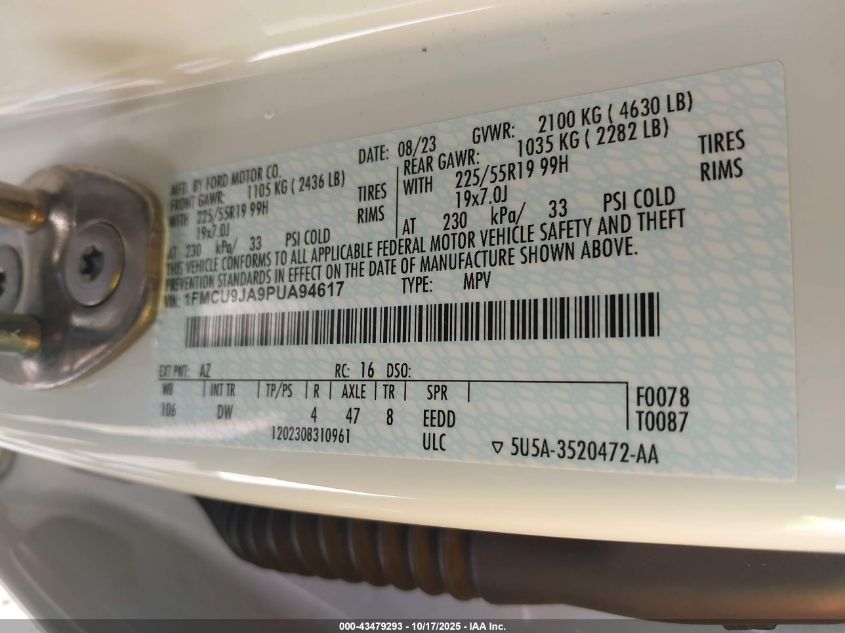 MFD. BY FORD MOTOR CO.
DATE: 08/23
GVWR: 2100 KG ( 4630 LB)
FRONT GAWR: 1105 KG ( 2436 LB)
REAR GAWR: 1035 KG ( 2282 LB)
WITH 225/55R19 99H TIRES
WITH 225/55R19 99H TIRES
19x7.0J RIMS
19x7.0J RIMS
AT 230 kPa/ 33 PSI COLD
AT 230 kPa/ 33 PSI COLD
THIS VEHICLE CONFORMS TO ALL APPLICABLE FEDERAL MOTOR VEHICLE SAFETY AND THEFT
PREVENTION STANDARDS IN EFFECT ON THE DATE OF MANUFACTURE SHOWN ABOVE.
VIN: 1FMCU9JA9PUA94617 TYPE: MPV
EXT PNT: AZ RC: 16 DSO:
WB INT TR TP/PS R AXLE TR SPR
106 DW 4 47 8 EEDD
F0078
T0087
1202308310961 ULC
▽ 5U5A-3520472-AA
000-43479293 - 10/17/2025 - IAA Inc.